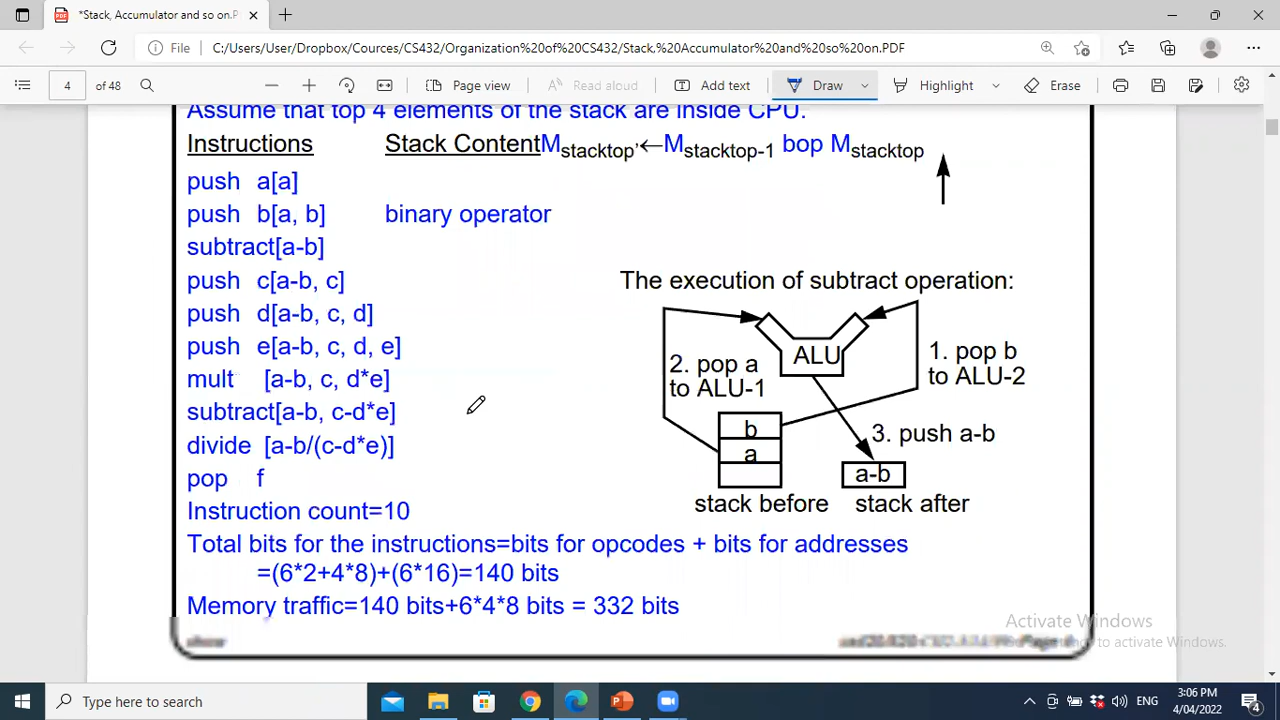 *Stack, Accumulator and so on.P
File C:/Users/User/Dropbox/Cources/CS432/Organization%20of%20CS432/Stack,%20Accumulator%20and%20so%20on.PDF
4 of 48 Page view Read aloud Add text Draw Highlight Erase
Assume that top 4 elements of the stack are inside CPU.
Instructions Stack Content Mstacktop'←Mstacktop-1 bop Mstacktop
push a[a]
push b[a, b] binary operator
subtract[a-b]
push c[a-b, c]
push d[a-b, c, d]
push e[a-b, c, d, e]
mult [a-b, c, d*e]
subtract[a-b, c-d*e]
divide [a-b/(c-d*e)]
pop f
The execution of subtract operation:
ALU
1. pop b
to ALU-2
2. pop a
to ALU-1
b
a
3. push a-b
a-b
stack before stack after
Instruction count=10
Total bits for the instructions=bits for opcodes + bits for addresses
=(6*2+4*8)+(6*16)=140 bits
Memory traffic=140 bits+6*4*8 bits = 332 bits
Activate Windows
to activate Windows.
Type here to search
ENG
3:06 PM
4/04/2022
4